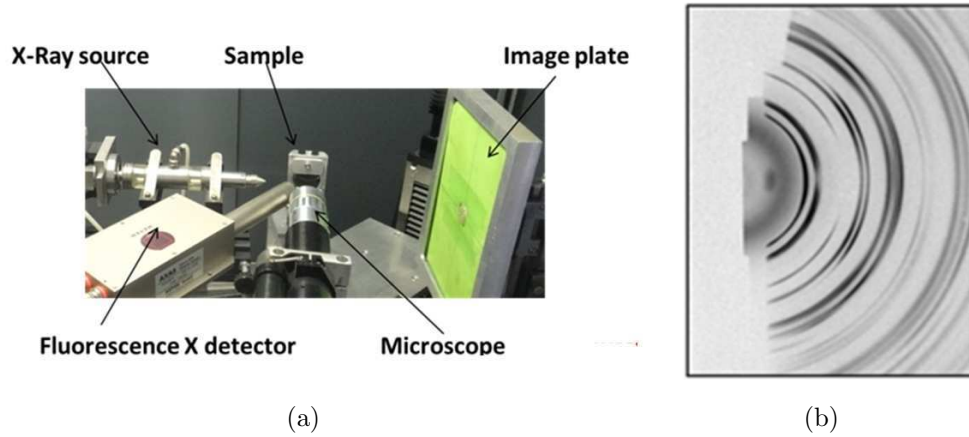 X-Ray source
Sample
Image plate
Fluorescence X detector
Microscope
(a)
(b)